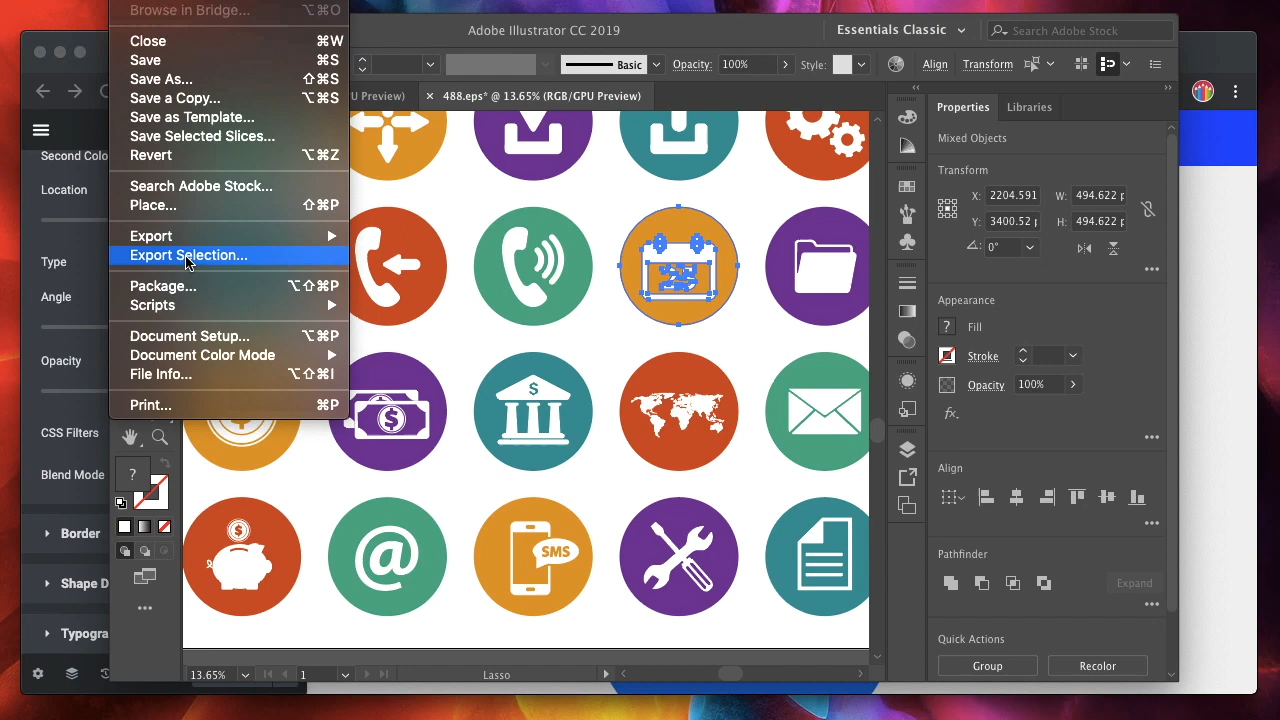 Browse in Bridge... ⌥⌘O
Close ⌘W
Save ⌘S
Save As... ⇧⌘S
Save a Copy... ⌥⌘S
Save as Template...
Save Selected Slices...
Revert ⌥⌘Z
Search Adobe Stock...
Place... ⇧⌘P
Export
Export Selection...
Package... ⌥⇧⌘P
Scripts
Document Setup... ⌥⌘P
Document Color Mode
File Info... ⌥⇧⌘I
Print... ⌘P
Second Colo
Location
Type
Angle
Opacity
CSS Filters
Blend Mode
Border
Shape D
Typogra
Adobe Illustrator CC 2019
Essentials Classic
Search Adobe Stock
Basic
Opacity: 100%
Style:
Align
Transform
U Preview)
× 488.eps* @ 13.65% (RGB/GPU Preview)
$
$
$
@
SMS
?
13.65%
1
Lasso
Properties
Libraries
Mixed Objects
Transform
X: 2204.591
W: 494.622 p
Y: 3400.52 p
H: 494.622 p
0°
Appearance
? Fill
Stroke
Opacity 100%
fx.
Align
Pathfinder
Expand
Quick Actions
Group
Recolor